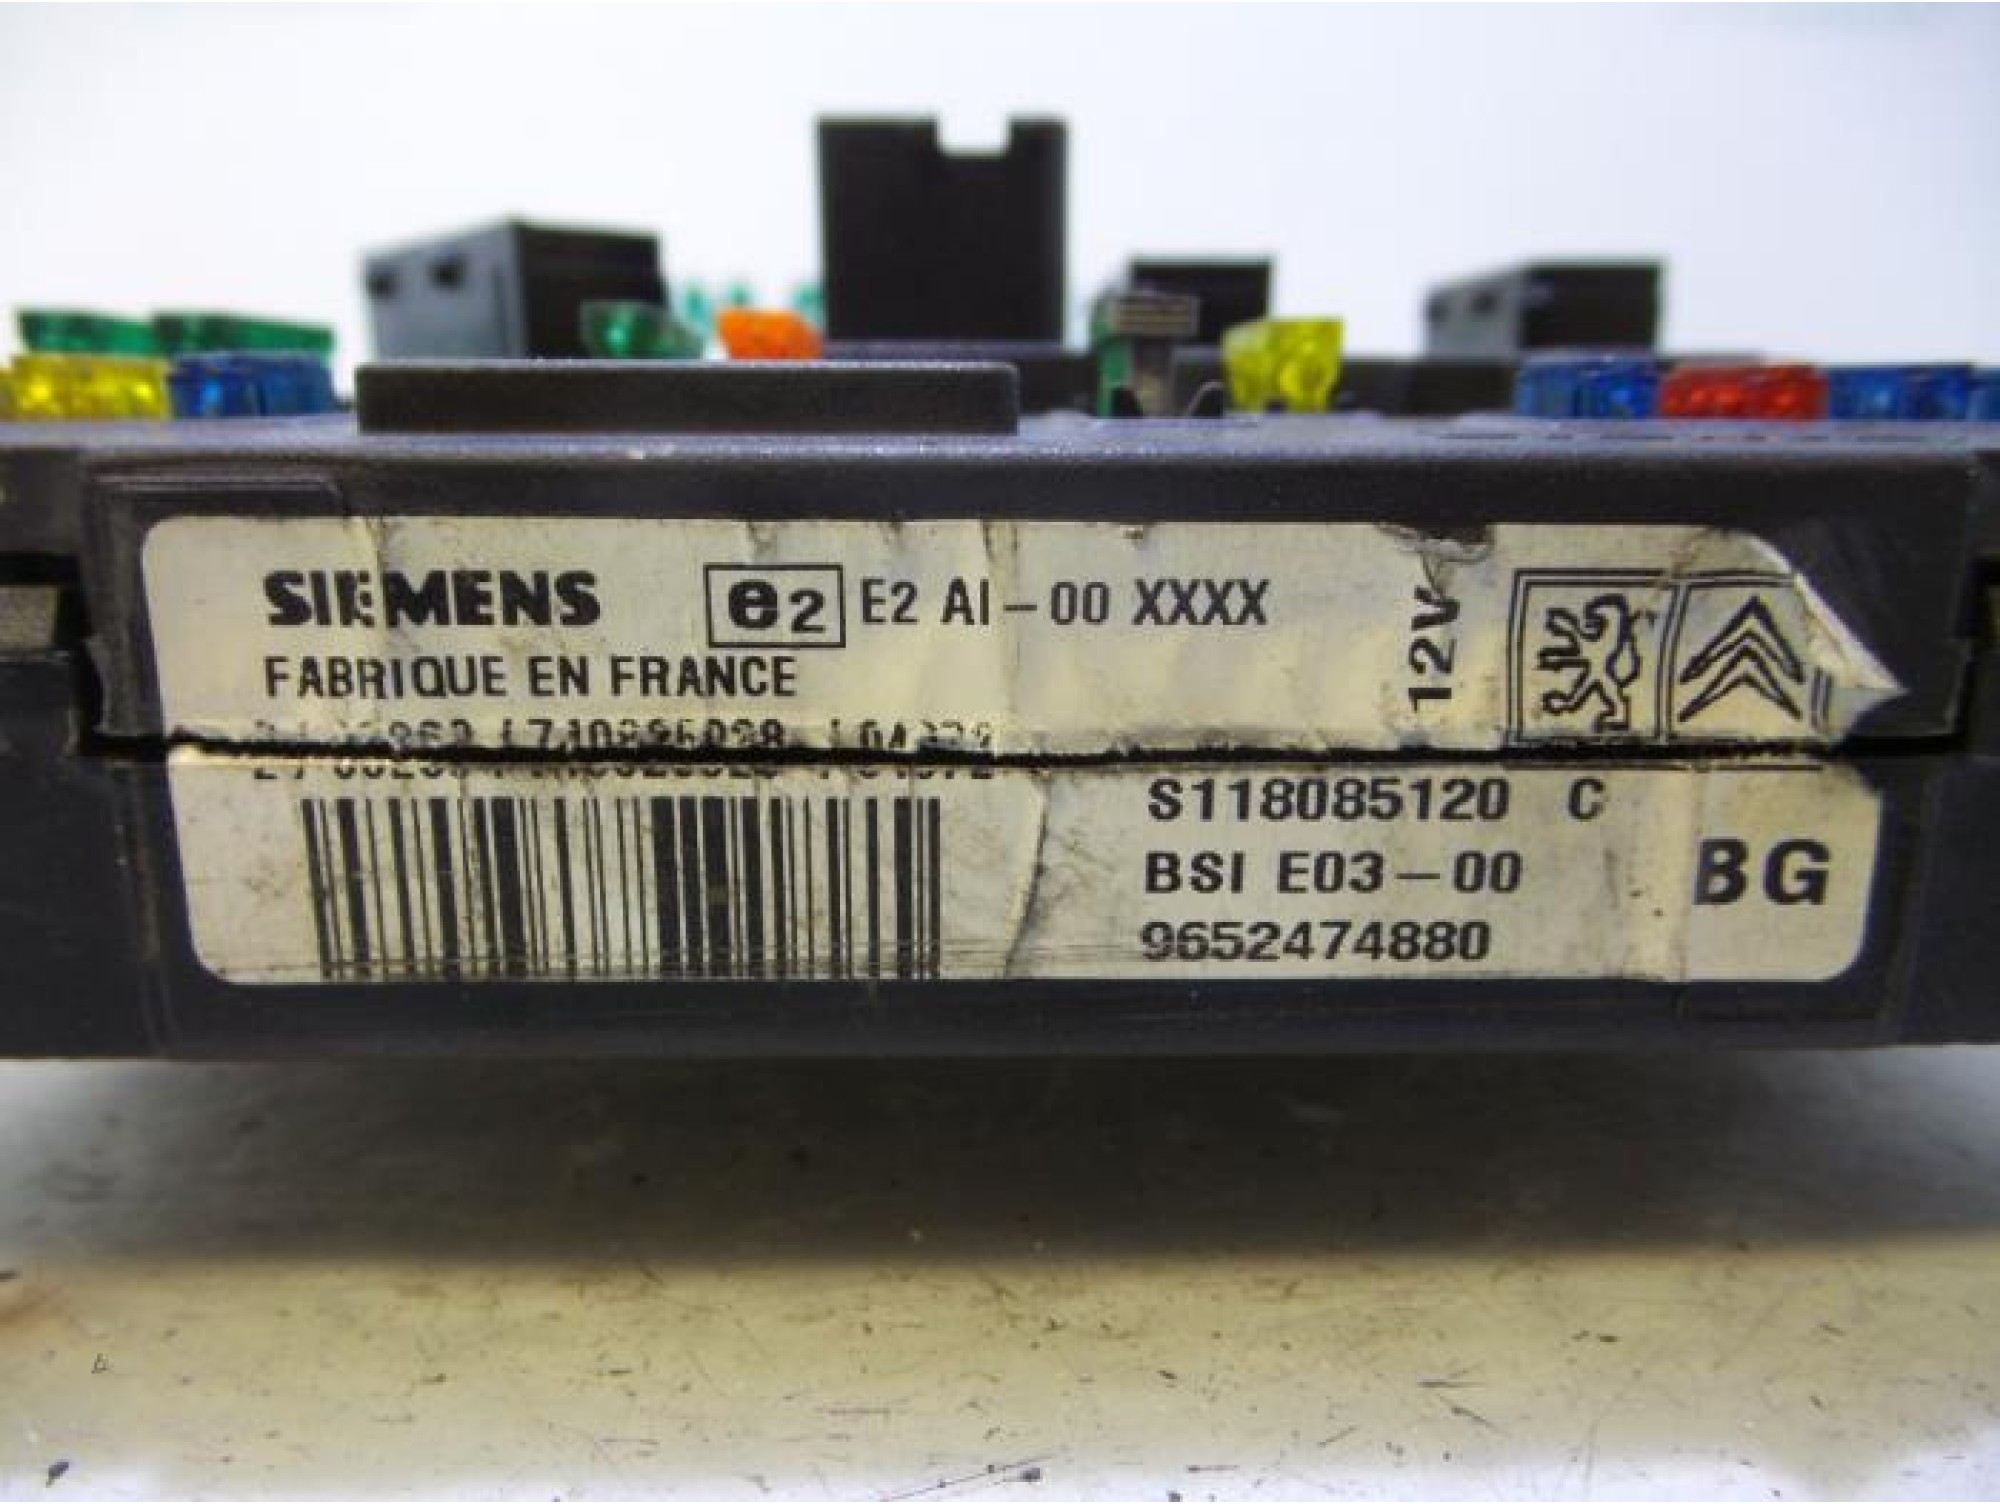 SIEMENS e2 E2 AI-00 XXXX
FABRIQUE EN FRANCE
12V
S118085120 C
BSI E03-00
BG
9652474880